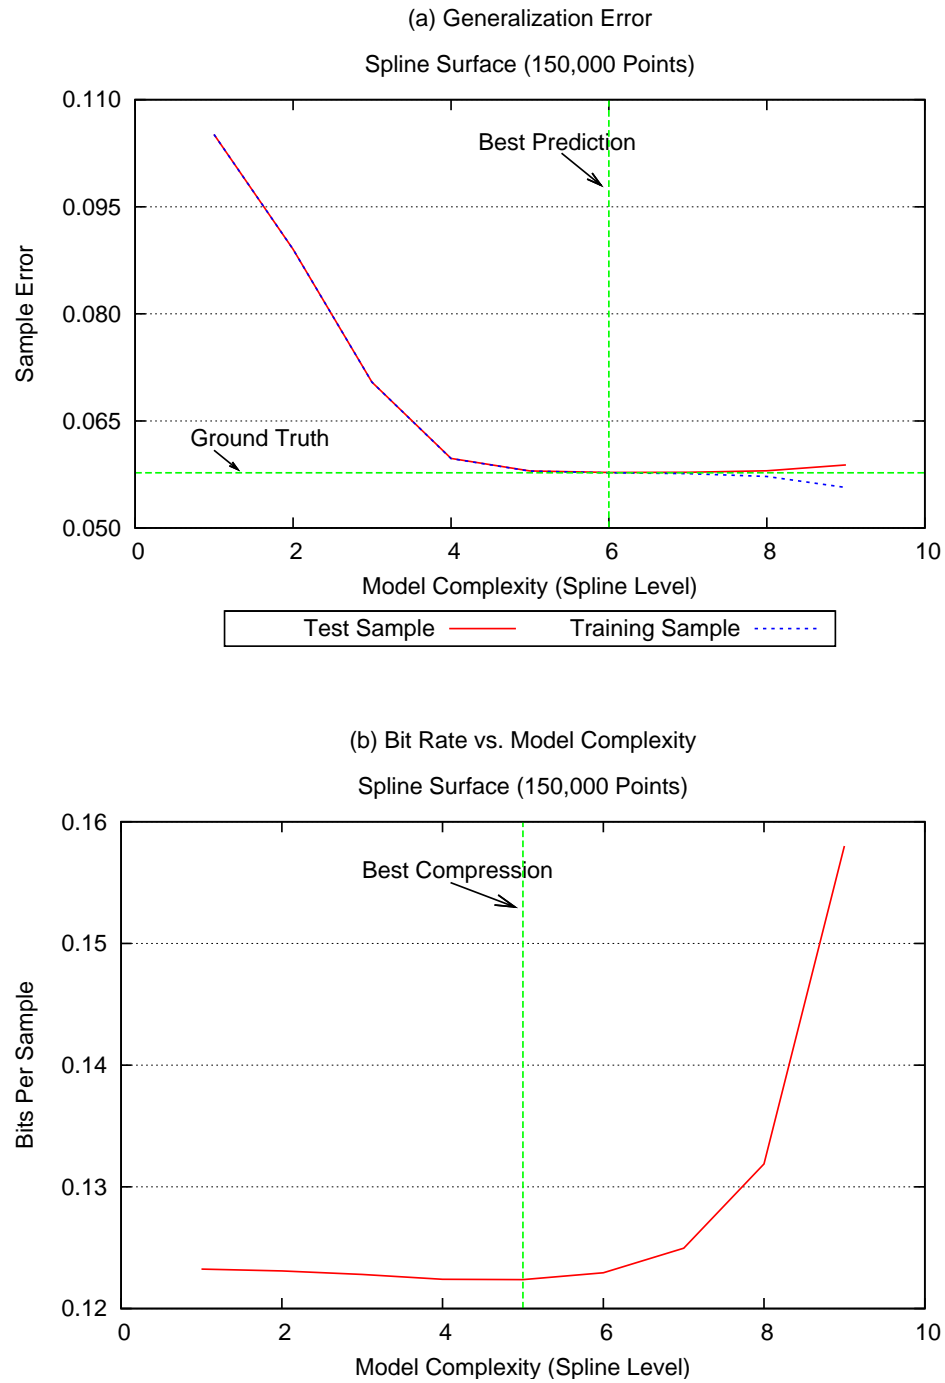 (a) Generalization Error
Spline Surface (150,000 Points)
0.110
Best Prediction
0.095
0.080
Sample Error
0.065
Ground Truth
0.050
0 2 4 6 8 10
Model Complexity (Spline Level)
Test Sample Training Sample
(b) Bit Rate vs. Model Complexity
Spline Surface (150,000 Points)
0.16
Best Compression
0.15
0.14
Bits Per Sample
0.13
0.12
0 2 4 6 8 10
Model Complexity (Spline Level)